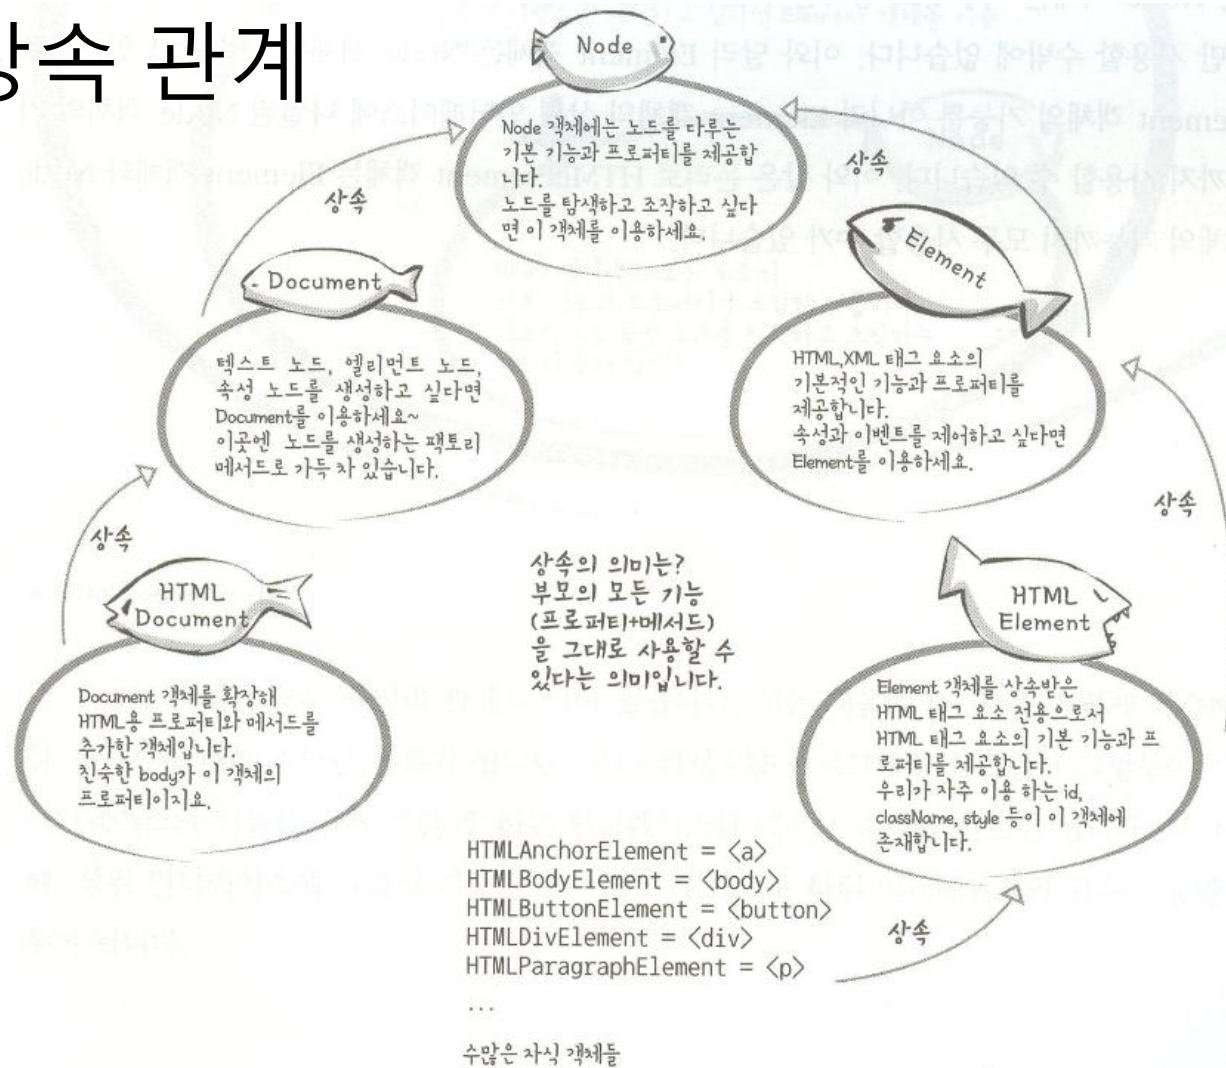 상속 관계
Node
Node 객체에는 노드를 다루는
기본 기능과 프로퍼티를 제공합
니다.
노드를 탐색하고 조작하고 싶다
면 이 객체를 이용하세요.
상속
상속
Document
텍스트 노드, 엘리먼트 노드,
속성 노드를 생성하고 싶다면
Document를 이용하세요~
이곳엔 노드를 생성하는 팩토리
메서드로 가득 차 있습니다.
Element
HTML,XML 태그 요소의
기본적인 기능과 프로퍼티를
제공합니다.
속성과 이벤트를 제어하고 싶다면
Element를 이용하세요.
상속
상속
HTML
Document
Document 객체를 확장해
HTML용 프로퍼티와 메서드를
추가한 객체입니다.
친숙한 body가 이 객체의
프로퍼티이지요.
상속의 의미는?
부모의 모든 기능
(프로퍼티+메서드)
을 그대로 사용할 수
있다는 의미입니다.
HTML
Element
Element 객체를 상속받은
HTML 태그 요소 전용으로서
HTML 태그 요소의 기본 기능과 프
로퍼티를 제공합니다.
우리가 자주 이용 하는 id,
className, style 등이 이 객체에
존재합니다.
HTMLAnchorElement = <a>
HTMLBodyElement = <body>
HTMLButtonElement = <button>
HTMLDivElement = <div>
HTMLParagraphElement = <p>
...
상속
수많은 자식 객체들